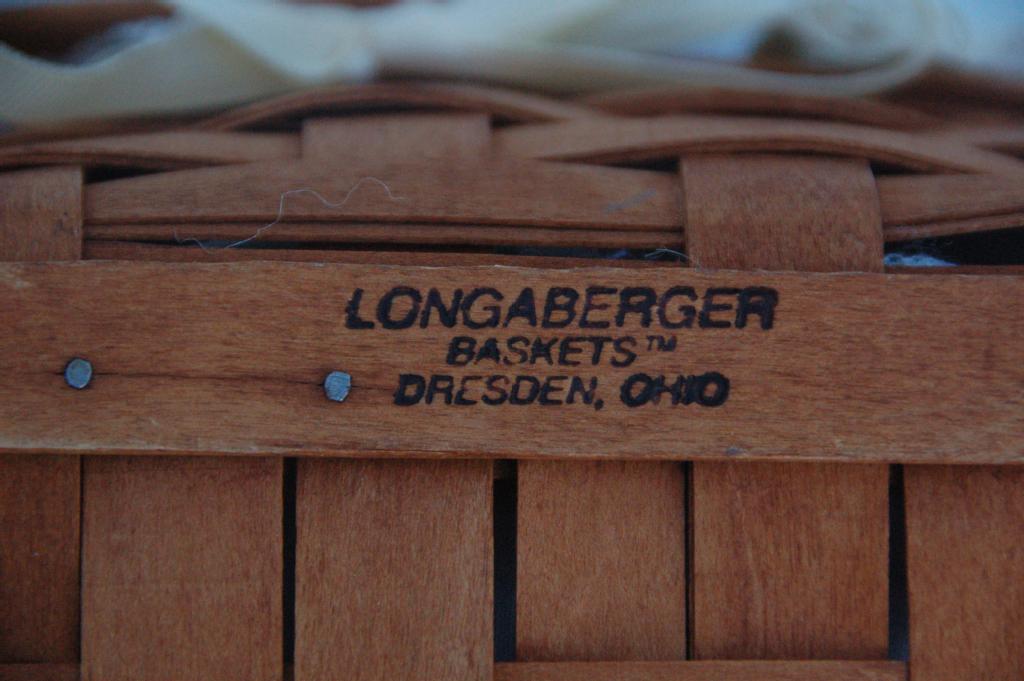 LONGABERGER
BASKETS™
DRESDEN, OHIO